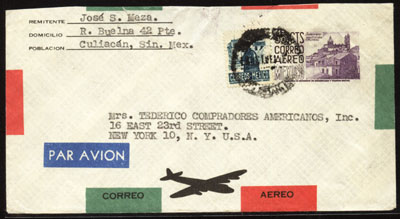 REMITENTE José S. Meza.
DOMICILIO R. Buelna 42 Pte.
POBLACION Culiacán, Sin. Mex.
CTS
CORREO
AEREO
CORREOS MEXICO
Mrs. TEDERICO COMPRADORES AMERICANOS, Inc.
16 EAST 23rd STREET.
NEW YORK 10, N. Y. U.S.A.
PAR AVION
CORREO AEREO